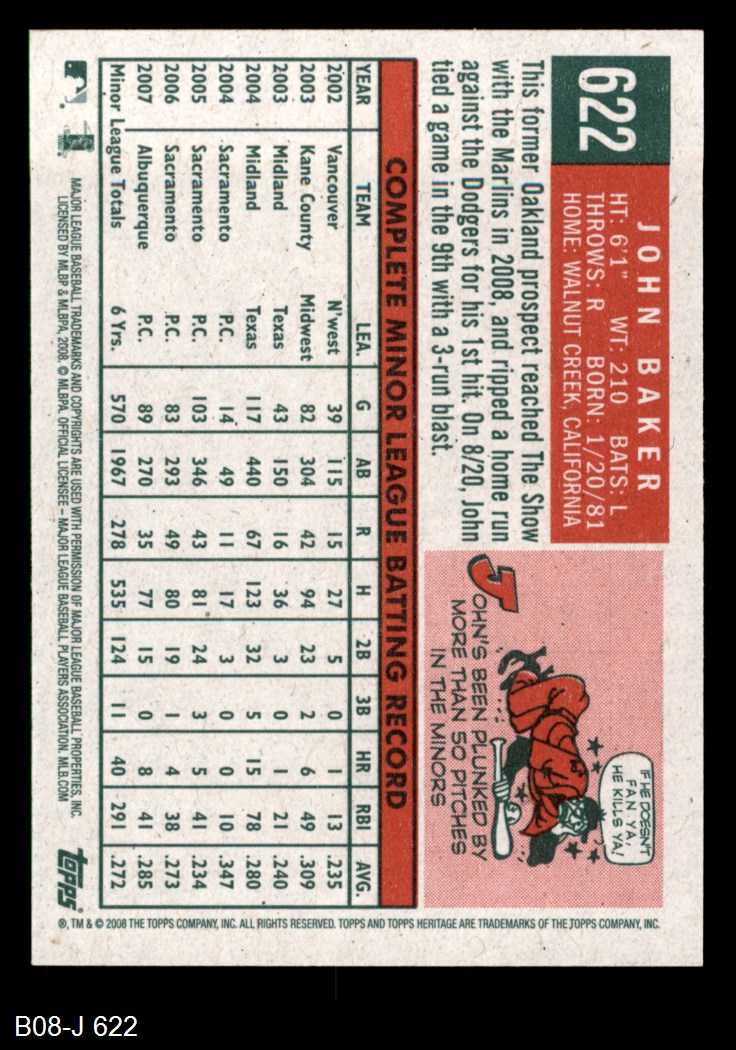 622
JOHN BAKER
HT: 6'1" WT: 210 BATS: L
THROWS: R BORN: 1/20/81
HOME: WALNUT CREEK, CALIFORNIA
This former Oakland prospect reached The Show
with the Marlins in 2008, and ripped a home run
against the Dodgers for his 1st hit. On 8/20, John
tied a game in the 9th with a 3-run blast.
IF HE DOESN'T
FAN YA,
HE KILLS YA!
JOHN'S BEEN PLUNKED BY
MORE THAN 50 PITCHES
IN THE MINORS
COMPLETE MINOR LEAGUE BATTING RECORD
YEAR TEAM LEA. G AB R H 2B 3B HR RBI AVG.
2002 Vancouver N'west 39 115 15 27 5 0 1 13 .235
2003 Kane County Midwest 82 304 42 94 23 2 6 49 .309
2003 Midland Texas 43 150 16 36 3 0 1 21 .240
2004 Midland Texas 117 440 67 123 32 5 15 78 .280
2004 Sacramento P.C. 14 49 11 17 3 0 0 10 .347
2005 Sacramento P.C. 103 346 43 81 24 3 5 41 .234
2006 Sacramento P.C. 83 293 49 80 19 1 4 38 .273
2007 Albuquerque P.C. 89 270 35 77 15 0 8 41 .285
Minor League Totals 6 Yrs. 570 1967 278 535 124 11 40 291 .272
MAJOR LEAGUE BASEBALL TRADEMARKS AND COPYRIGHTS ARE USED WITH PERMISSION OF MAJOR LEAGUE BASEBALL PROPERTIES, INC.
LICENSED BY MLBP & MLBPA, 2008. © MLBPA. OFFICIAL LICENSEE – MAJOR LEAGUE BASEBALL PLAYERS ASSOCIATION. MLB.COM
topps
®, TM & © 2008 THE TOPPS COMPANY, INC. ALL RIGHTS RESERVED. TOPPS AND TOPPS HERITAGE ARE TRADEMARKS OF THE TOPPS COMPANY, INC.
B08-J 622